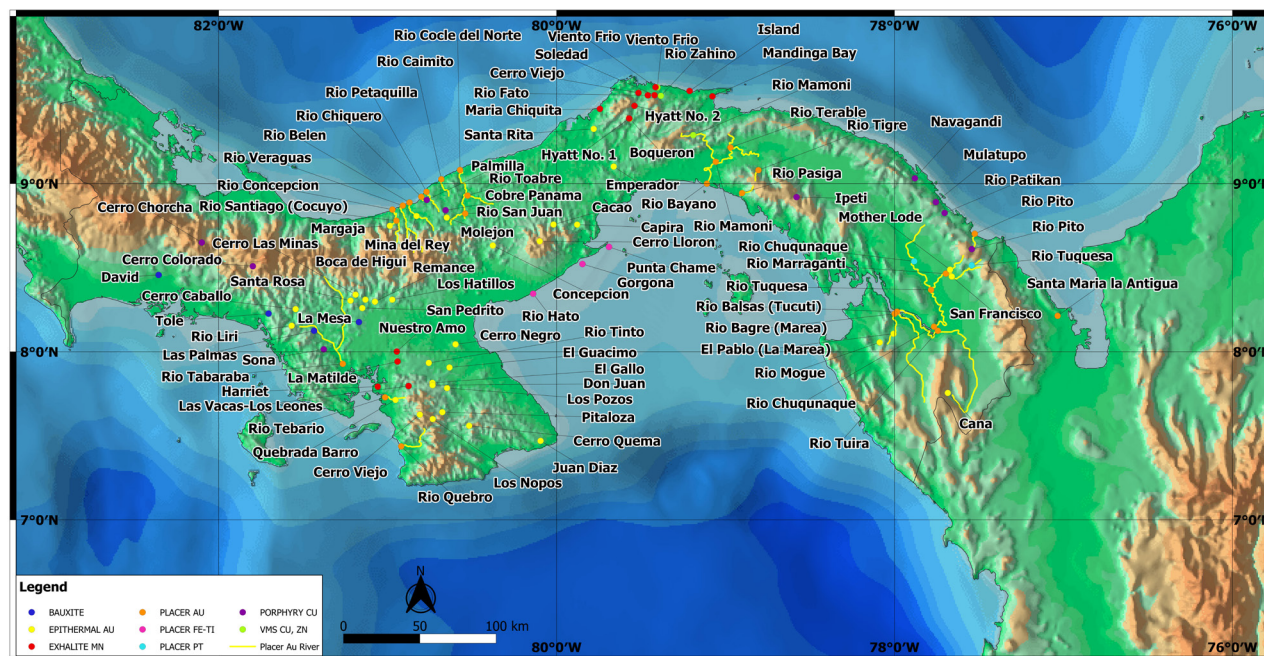 82°0'W
80°0'W
78°0'W
76°0'W
Rio Cocle del Norte
Viento Frio
Viento Frio
Island
Soledad
Rio Zahino
Mandinga Bay
Rio Caimito
Cerro Viejo
Rio Petaquilla
Rio Fato
Rio Mamoni
Maria Chiquita
Rio Chiquero
Hyatt No. 2
Rio Terable
Navagandi
Rio Belen
Santa Rita
Rio Tigre
Rio Veraguas
Hyatt No. 1
Boqueron
Mulatupo
Palmilla
Rio Toabre
Rio Pasiga
Rio Patikan
9°0'N
9°0'N
Rio Concepcion
Emperador
Cobre Panama
Ipeti
Rio Pito
Cerro Chorcha
Rio Santiago (Cocuyo)
Cacao
Rio Bayano
Rio San Juan
Mother Lode
Margaja
Molejon
Capira
Rio Mamoni
Rio Pito
Cerro Las Minas
Mina del Rey
Cerro Lloron
Rio Chuqunaque
Cerro Colorado
Boca de Higui
Remance
Punta Chame
Rio Marraganti
Rio Tuquesa
David
Santa Rosa
Los Hatillos
Gorgona
Rio Tuquesa
Santa Maria la Antigua
Cerro Caballo
Concepcion
San Pedrito
Rio Balsas (Tucuti)
San Francisco
Tole
La Mesa
Rio Hato
Nuestro Amo
Rio Bagre (Marea)
Rio Liri
Cerro Negro
Rio Tinto
8°0'N
8°0'N
Las Palmas
Sona
El Guacimo
El Pablo (La Marea)
Rio Tabaraba
La Matilde
El Gallo
Rio Mogue
Harriet
Don Juan
Las Vacas-Los Leones
Los Pozos
Rio Chuqunaque
Rio Tebario
Pitaloza
Cana
Quebrada Barro
Cerro Quema
Rio Tuira
Cerro Viejo
Juan Diaz
Los Nopos
Rio Quebro
7°0'N
7°0'N
Legend
BAUXITE
PLACER AU
PORPHYRY CU
EPITHERMAL AU
PLACER FE-TI
VMS CU, ZN
EXHALITE MN
PLACER PT
Placer Au River
N
0
50
100 km
80°0'W
78°0'W
76°0'W